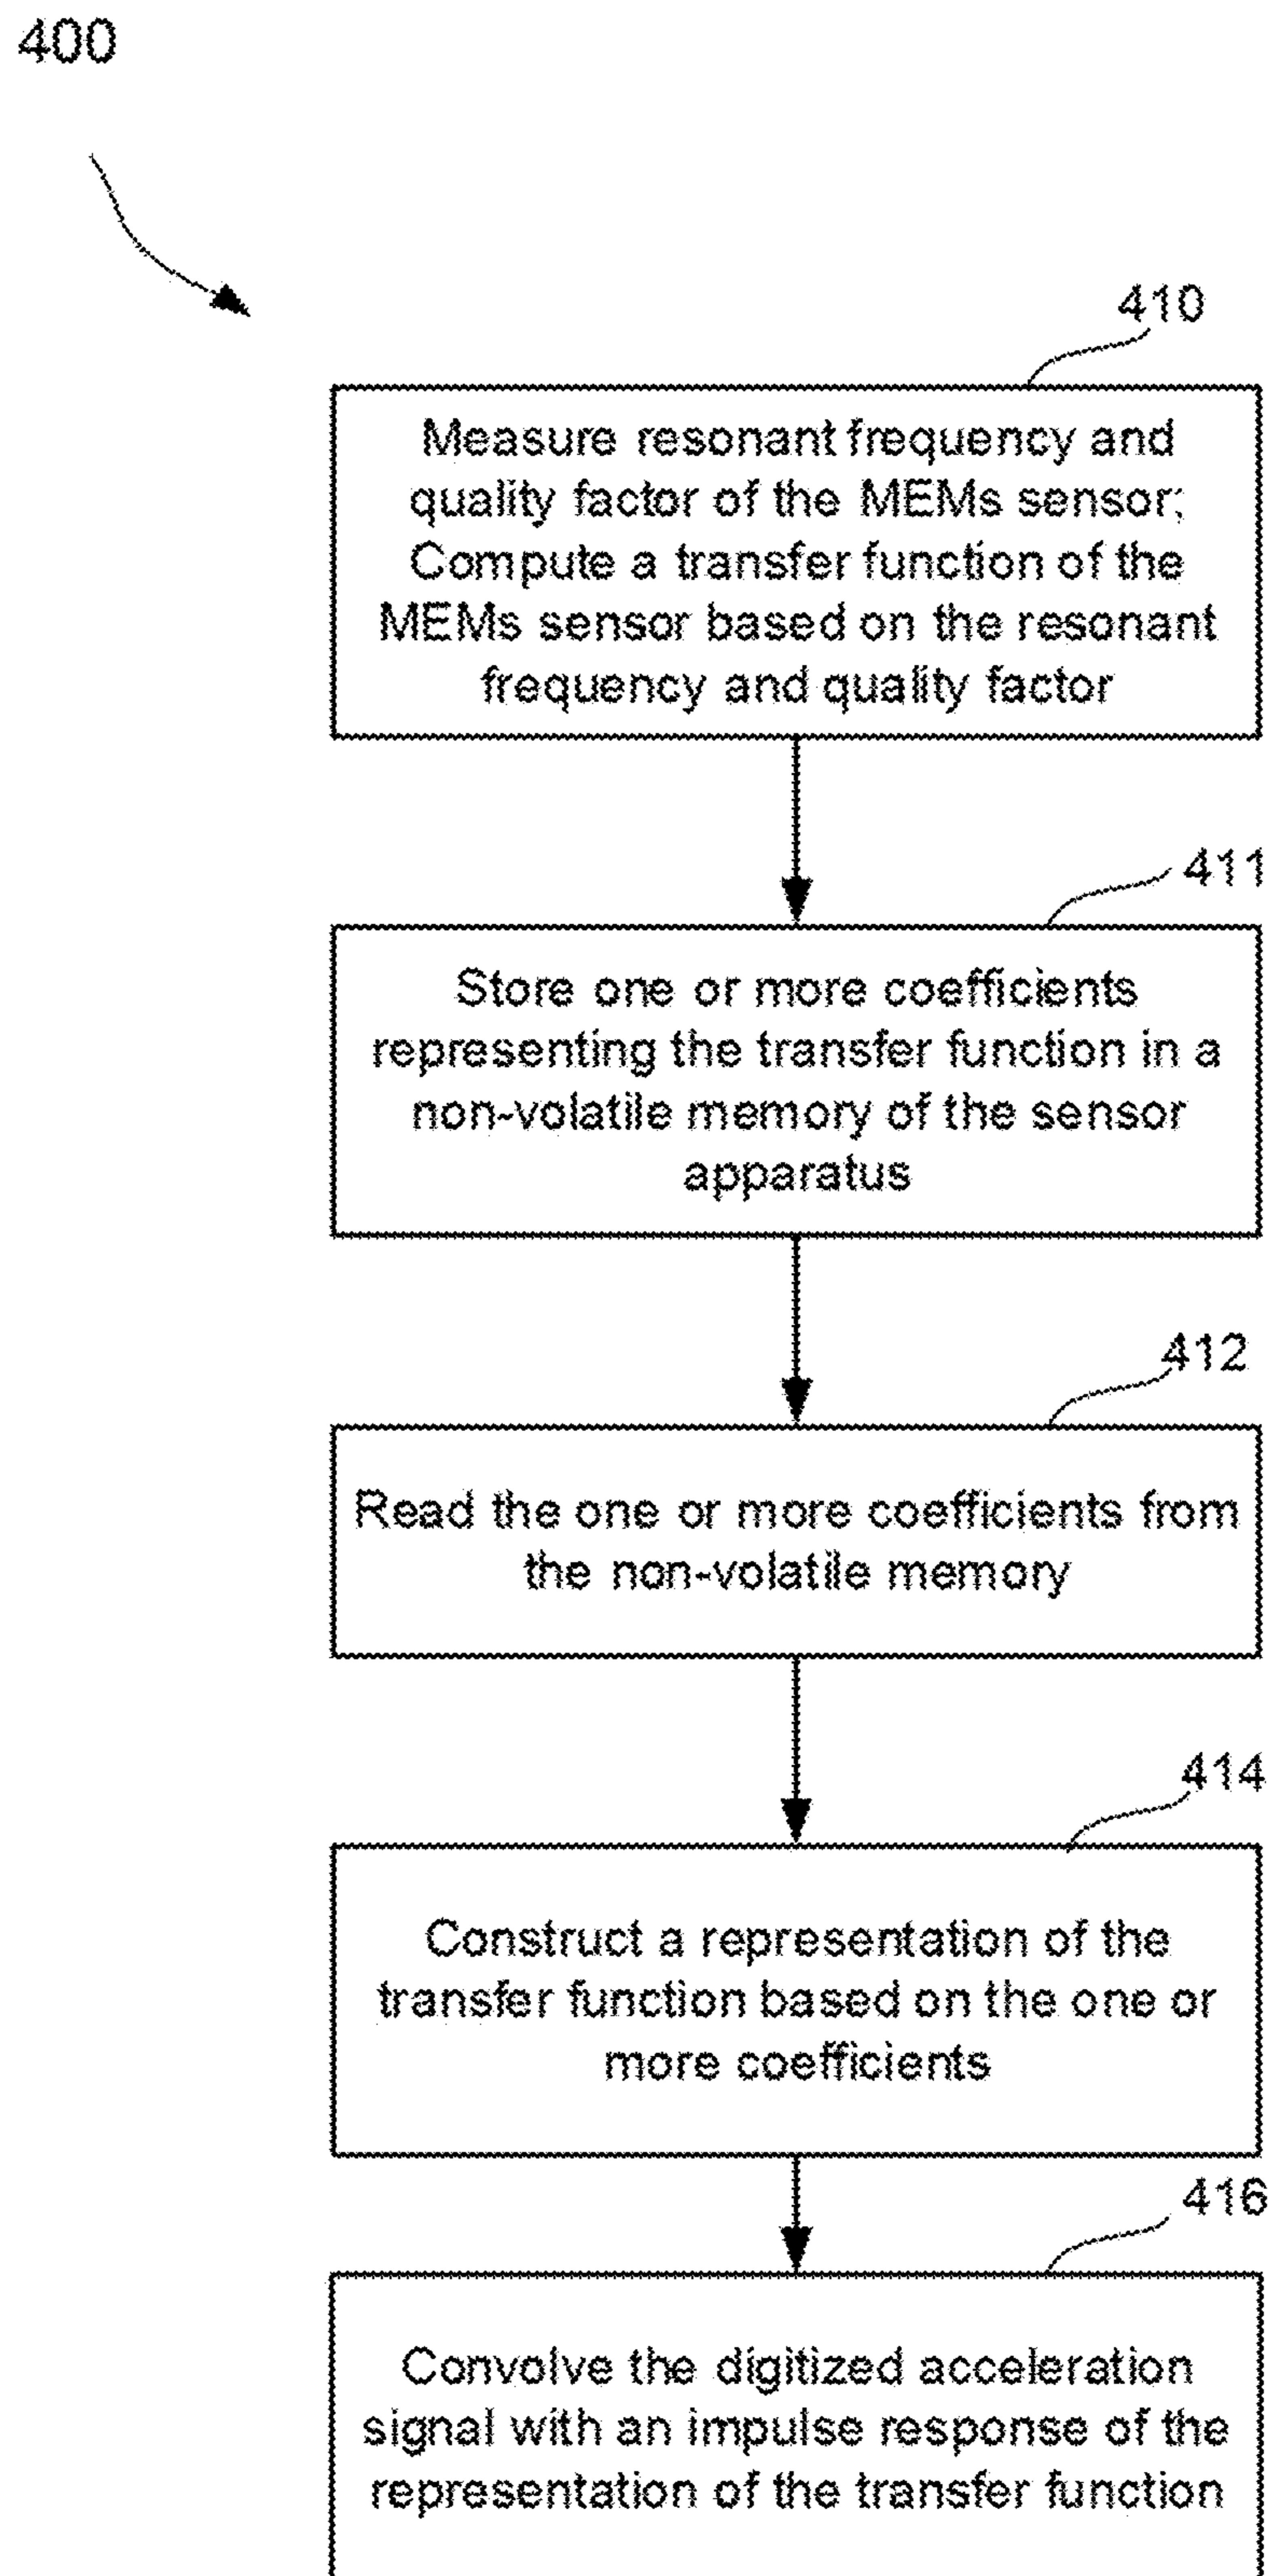 400
410
Measure resonant frequency and
quality factor of the MEMs sensor;
Compute a transfer function of the
MEMs sensor based on the resonant
frequency and quality factor
411
Store one or more coefficients
representing the transfer function in a
non-volatile memory of the sensor
apparatus
412
Read the one or more coefficients from
the non-volatile memory
414
Construct a representation of the
transfer function based on the one or
more coefficients
416
Convolve the digitized acceleration
signal with an impulse response of the
representation of the transfer function